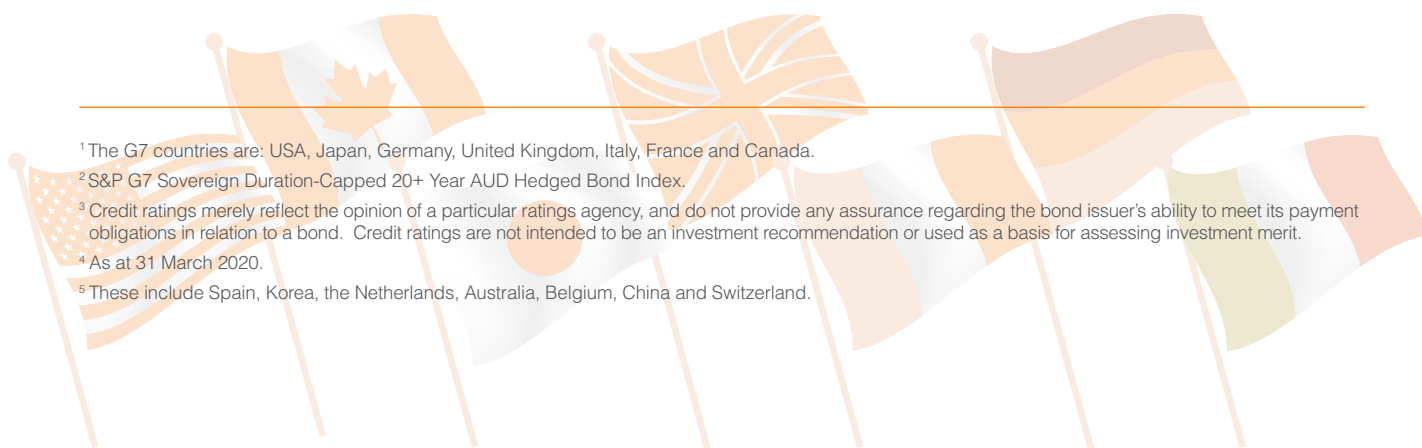 ¹ The G7 countries are: USA, Japan, Germany, United Kingdom, Italy, France and Canada.
² S&P G7 Sovereign Duration-Capped 20+ Year AUD Hedged Bond Index.
³ Credit ratings merely reflect the opinion of a particular ratings agency, and do not provide any assurance regarding the bond issuer's ability to meet its payment
obligations in relation to a bond.  Credit ratings are not intended to be an investment recommendation or used as a basis for assessing investment merit.
⁴ As at 31 March 2020.
⁵ These include Spain, Korea, the Netherlands, Australia, Belgium, China and Switzerland.